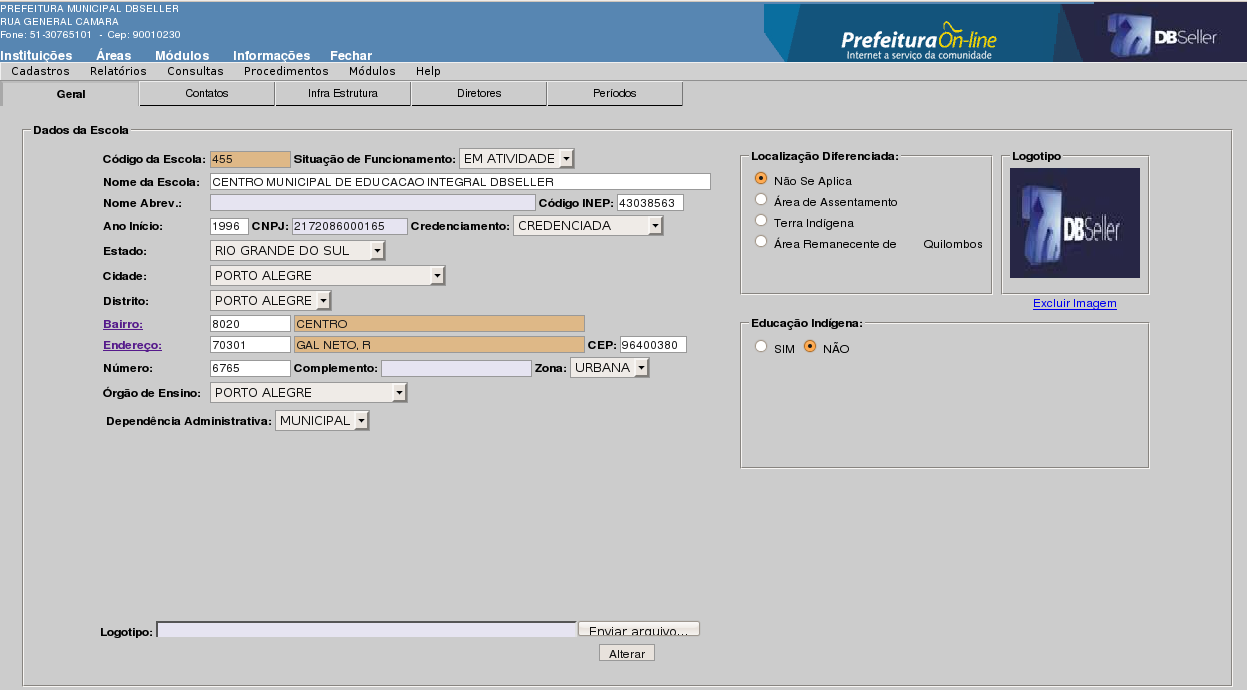 PREFEITURA MUNICIPAL DBSELLER
RUA GENERAL CAMARA
Fone: 51-30765101 - Cep: 90010230
Prefeitura On-line
Internet a serviço da comunidade
DBSeller
Instituições Áreas Módulos Informações Fechar
Cadastros Relatórios Consultas Procedimentos Módulos Help
Geral Contatos Infra Estrutura Diretores Períodos
Dados da Escola
Código da Escola: 455 Situação de Funcionamento: EM ATIVIDADE
Nome da Escola: CENTRO MUNICIPAL DE EDUCACAO INTEGRAL DBSELLER
Nome Abrev.: Código INEP: 43038563
Ano Início: 1996 CNPJ: 2172086000165 Credenciamento: CREDENCIADA
Estado: RIO GRANDE DO SUL
Cidade: PORTO ALEGRE
Distrito: PORTO ALEGRE
Bairro: 8020 CENTRO
Endereço: 70301 GAL NETO, R CEP: 96400380
Número: 6765 Complemento: Zona: URBANA
Órgão de Ensino: PORTO ALEGRE
Dependência Administrativa: MUNICIPAL
Localização Diferenciada:
Não Se Aplica
Área de Assentamento
Terra Indígena
Área Remanecente de Quilombos
Logotipo
DBSeller
Excluir Imagem
Educação Indígena:
SIM NÃO
Logotipo: Enviar arquivo...
Alterar